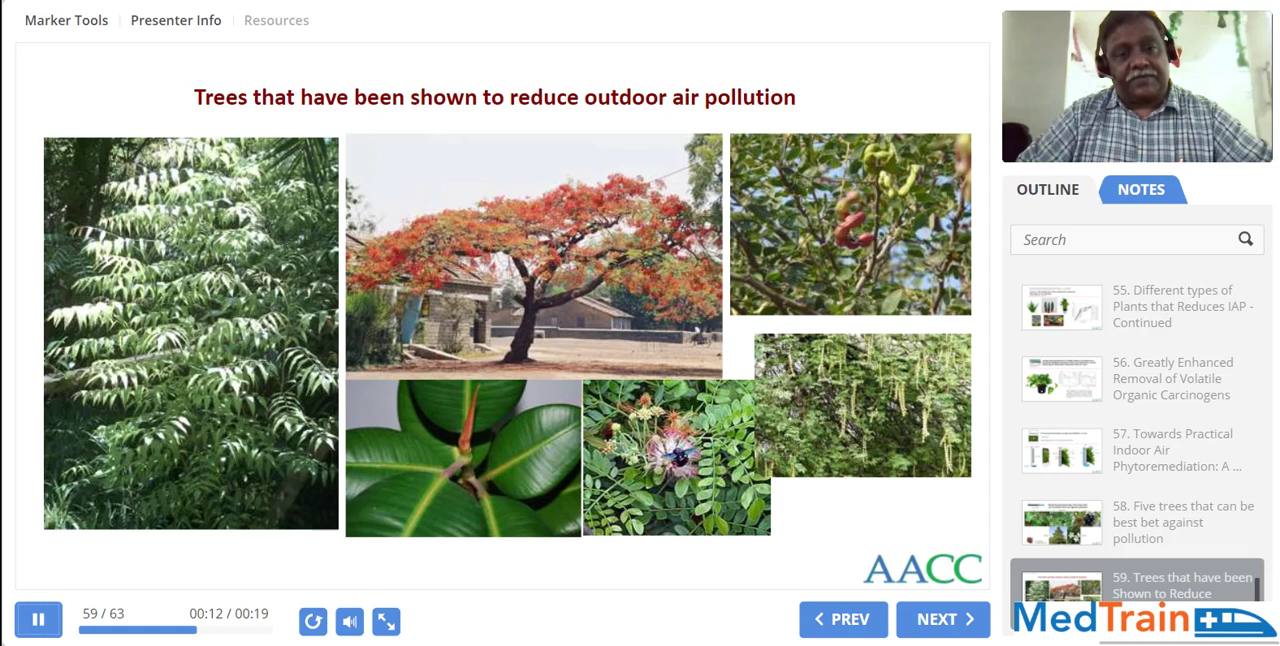 Marker Tools
Presenter Info
Resources
Trees that have been shown to reduce outdoor air pollution
AACC
OUTLINE
NOTES
Search
55. Different types of
Plants that Reduces IAP -
Continued
56. Greatly Enhanced
Removal of Volatile
Organic Carcinogens
57. Towards Practical
Indoor Air
Phytoremediation: A ...
58. Five trees that can be
best bet against
pollution
59. Trees that have been
Shown to Reduce
MedTrain
59 / 63
00:12 / 00:19
PREV
NEXT